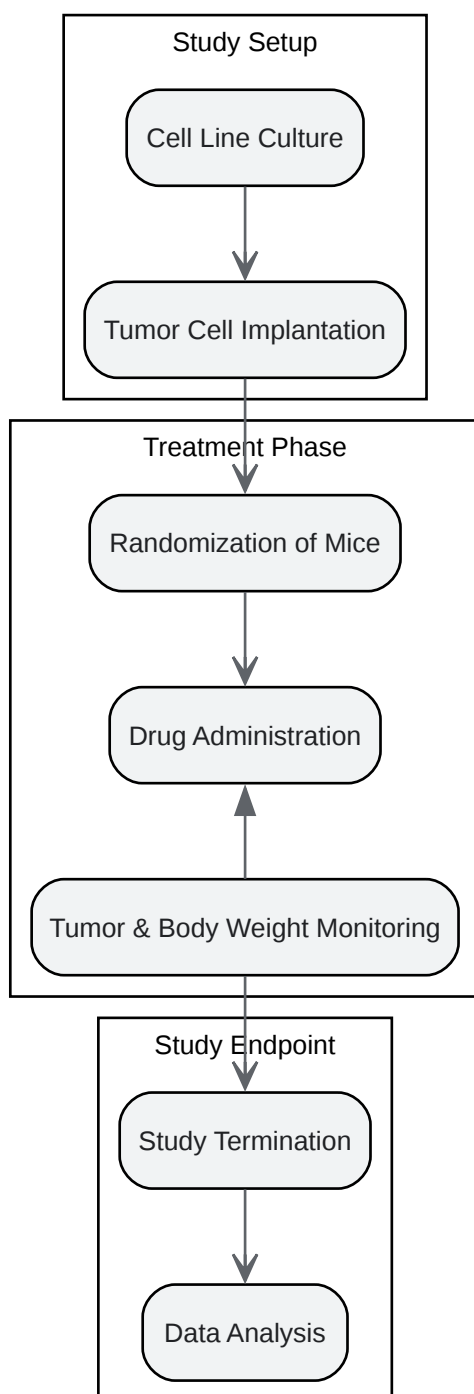 Study Setup
Cell Line Culture
Tumor Cell Implantation
Treatment Phase
Randomization of Mice
Drug Administration
Tumor & Body Weight Monitoring
Study Endpoint
Study Termination
Data Analysis